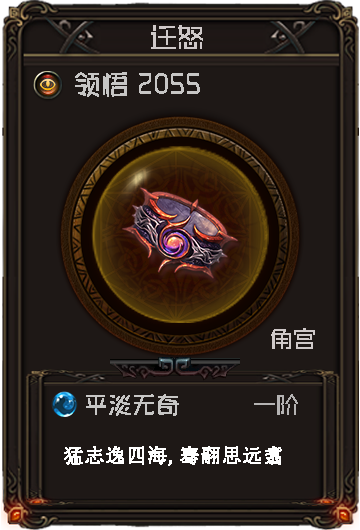 迁怒
领悟 2055
角宫
平淡无奇 一阶
猛志逸四海,骞翮思远翥